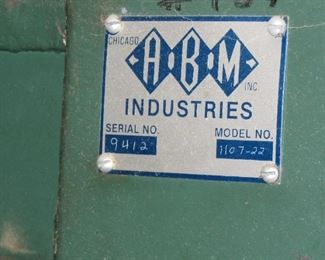 CHICAGO A·B·M INC.
INDUSTRIES
SERIAL NO. MODEL NO.
9412 1107-22